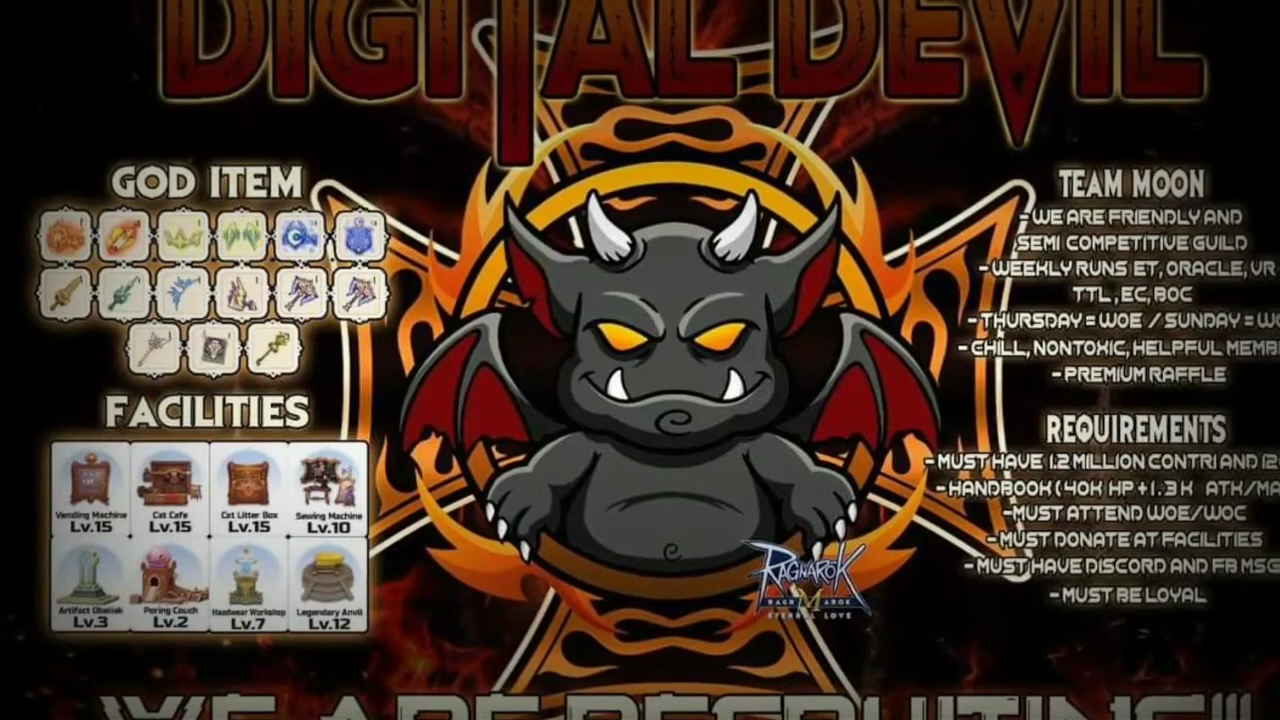 DIGITAL DEVIL
GOD ITEM
FACILITIES
Vending Machine
Lv.15
Cat Cafe
Lv.15
Cat Litter Box
Lv.15
Sewing Machine
Lv.10
Artifact Obelisk
Lv.3
Poring Couch
Lv.2
Headwear Workshop
Lv.7
Legendary Anvil
Lv.12
TEAM MOON
- WE ARE FRIENDLY AND
SEMI COMPETITIVE GUILD
- WEEKLY RUNS ET, ORACLE, VR
TTL, EC, BOC
- THURSDAY = WOE / SUNDAY =
- CHILL, NONTOXIC, HELPFUL
- PREMIUM RAFFLE
REQUIREMENTS
- MUST HAVE 1.2 MILLION CONTRI AND
- HANDBOOK ( 40K HP + 1.3 K
- MUST ATTEND WOE/WOC
- MUST DONATE AT FACILITIES
- MUST HAVE DISCORD AND FB MSG
- MUST BE LOYAL
RAGNAROK
M
ETERNAL LOVE
WE ARE RECRUITING!!!